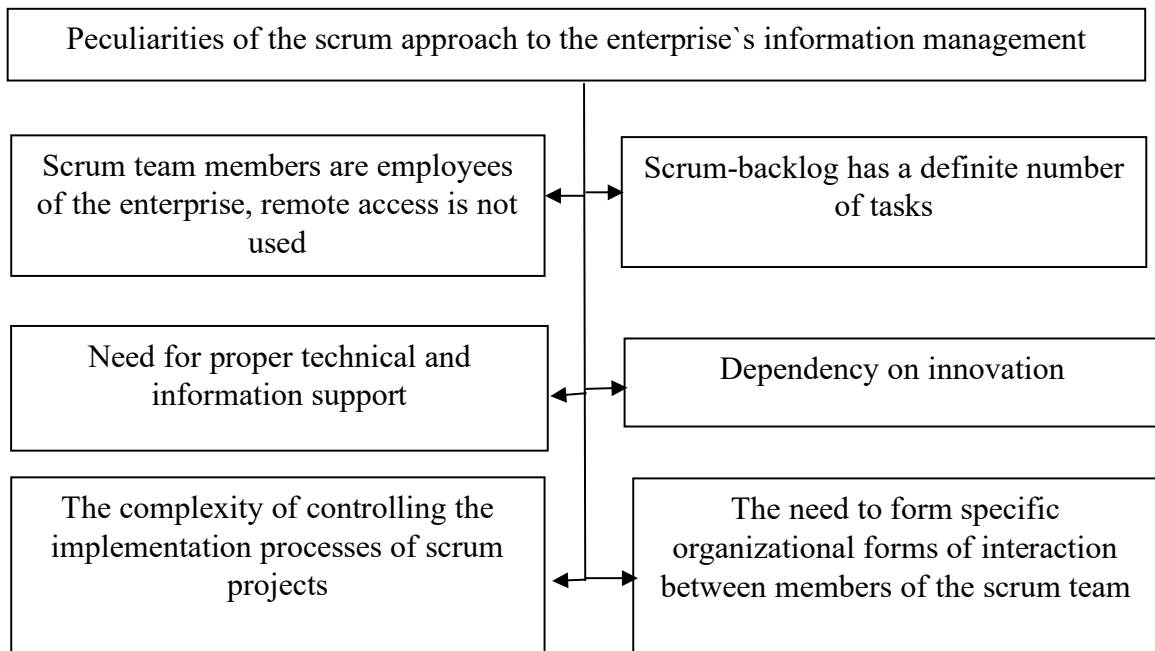 Peculiarities of the scrum approach to the enterprise`s information management
Scrum team members are employees
of the enterprise, remote access is not
used
Scrum-backlog has a definite number
of tasks
Need for proper technical and
information support
Dependency on innovation
The complexity of controlling the
implementation processes of scrum
projects
The need to form specific
organizational forms of interaction
between members of the scrum team